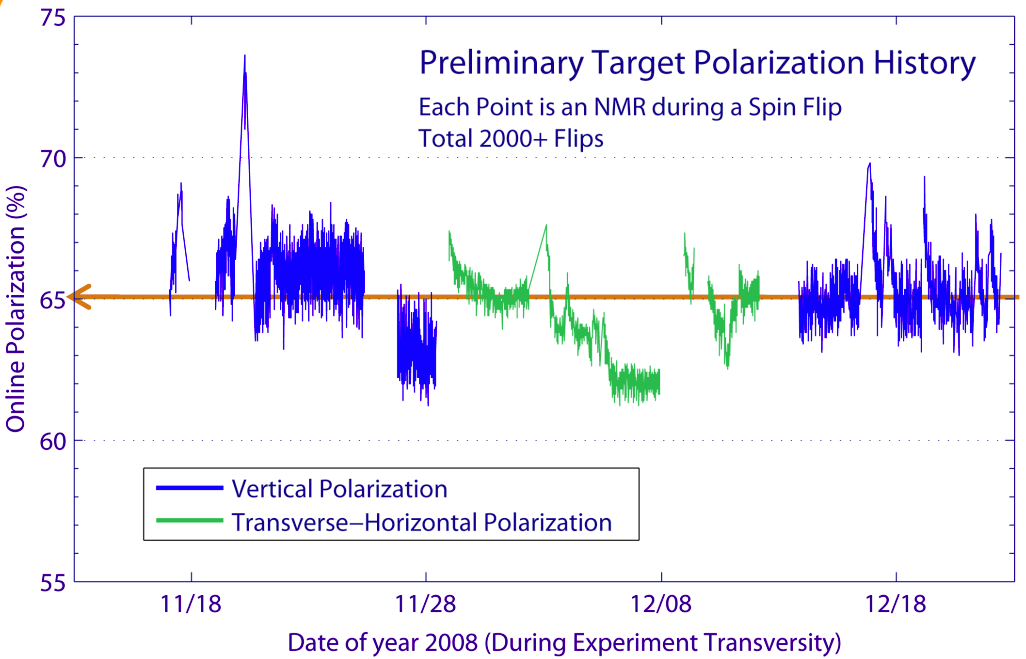 75
Preliminary Target Polarization History
Each Point is an NMR during a Spin Flip
Total 2000+ Flips
70
65
60
55
Online Polarization (%)
Vertical Polarization
Transverse−Horizontal Polarization
11/18 11/28 12/08 12/18
Date of year 2008 (During Experiment Transversity)